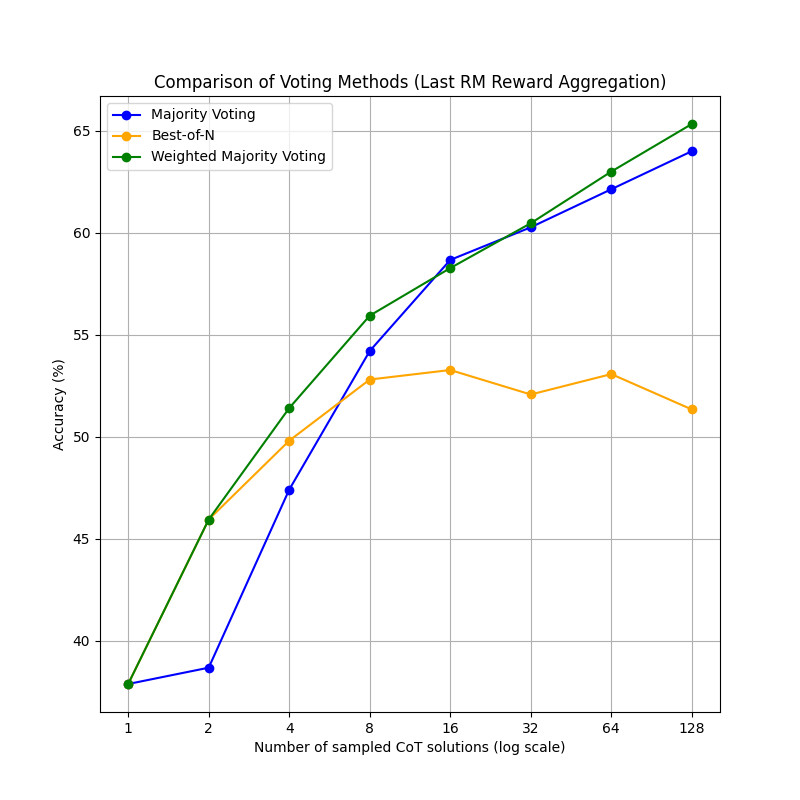 Comparison of Voting Methods (Last RM Reward Aggregation)
Majority Voting
Best-of-N
Weighted Majority Voting
Accuracy (%)
65
60
55
50
45
40
1 2 4 8 16 32 64 128
Number of sampled CoT solutions (log scale)